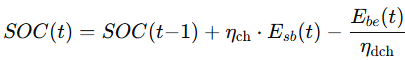 SOC(t) = SOC(t−1) + η_ch · E_sb(t) − E_be(t)/η_dch